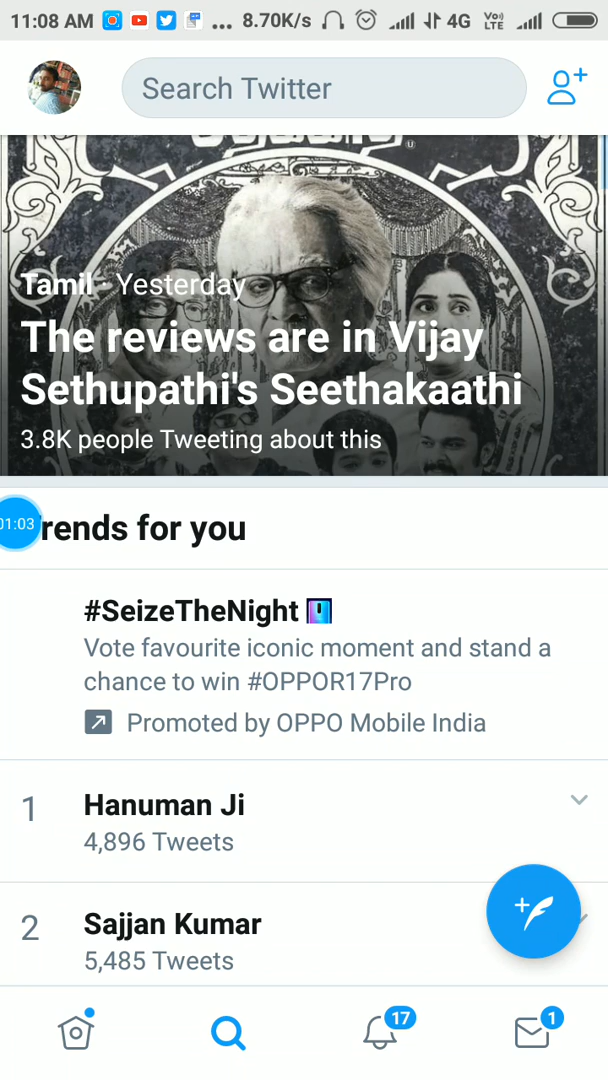 11:08 AM ... 8.70K/s 4G VoLTE
Search Twitter
Tamil · Yesterday
The reviews are in Vijay
Sethupathi's Seethakaathi
3.8K people Tweeting about this
01:03
rends for you
#SeizeTheNight
Vote favourite iconic moment and stand a
chance to win #OPPOR17Pro
Promoted by OPPO Mobile India
1 Hanuman Ji
4,896 Tweets
2 Sajjan Kumar
5,485 Tweets
17 1